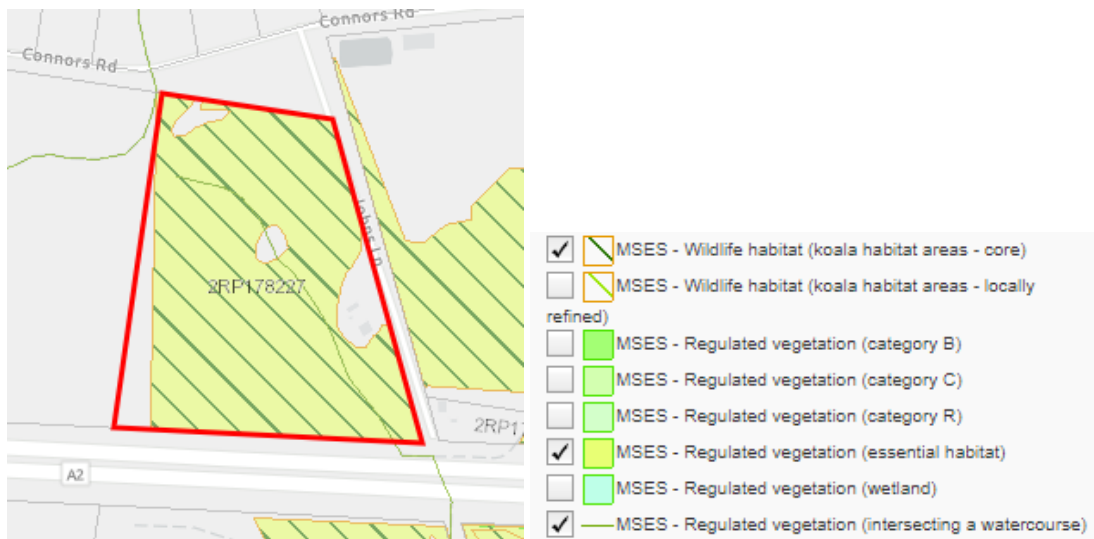 Connors Rd
Connors Rd
Johns Ln
2RP178227
A2
MSES - Wildlife habitat (koala habitat areas - core)
MSES - Wildlife habitat (koala habitat areas - locally
refined)
MSES - Regulated vegetation (category B)
MSES - Regulated vegetation (category C)
MSES - Regulated vegetation (category R)
MSES - Regulated vegetation (essential habitat)
MSES - Regulated vegetation (wetland)
MSES - Regulated vegetation (intersecting a watercourse)